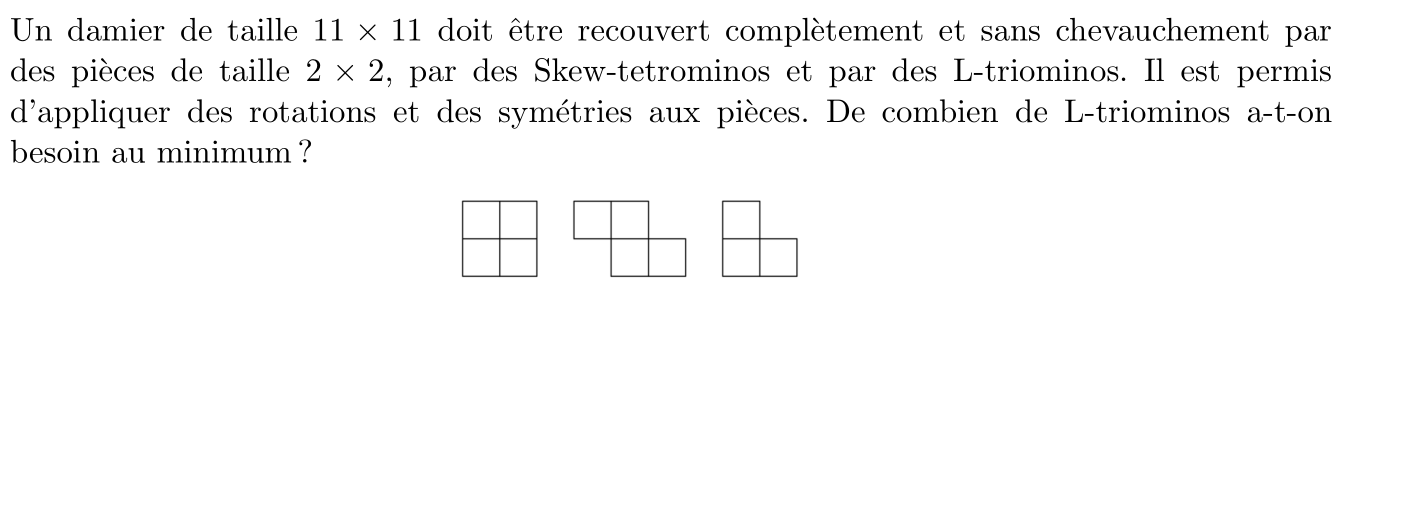 Un damier de taille 11 × 11 doit être recouvert complètement et sans chevauchement par
des pièces de taille 2 × 2, par des Skew-tetrominos et par des L-triominos. Il est permis
d'appliquer des rotations et des symétries aux pièces. De combien de L-triominos a-t-on
besoin au minimum ?